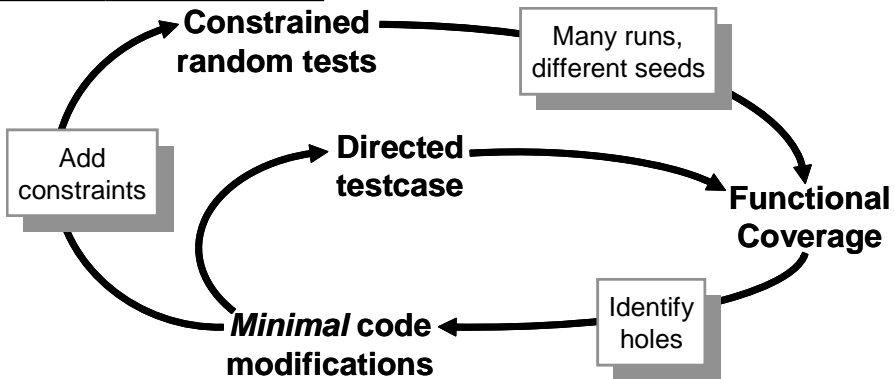 Constrained
random tests
Many runs,
different seeds
Add
constraints
Directed
testcase
Functional
Coverage
Identify
holes
Minimal code
modifications